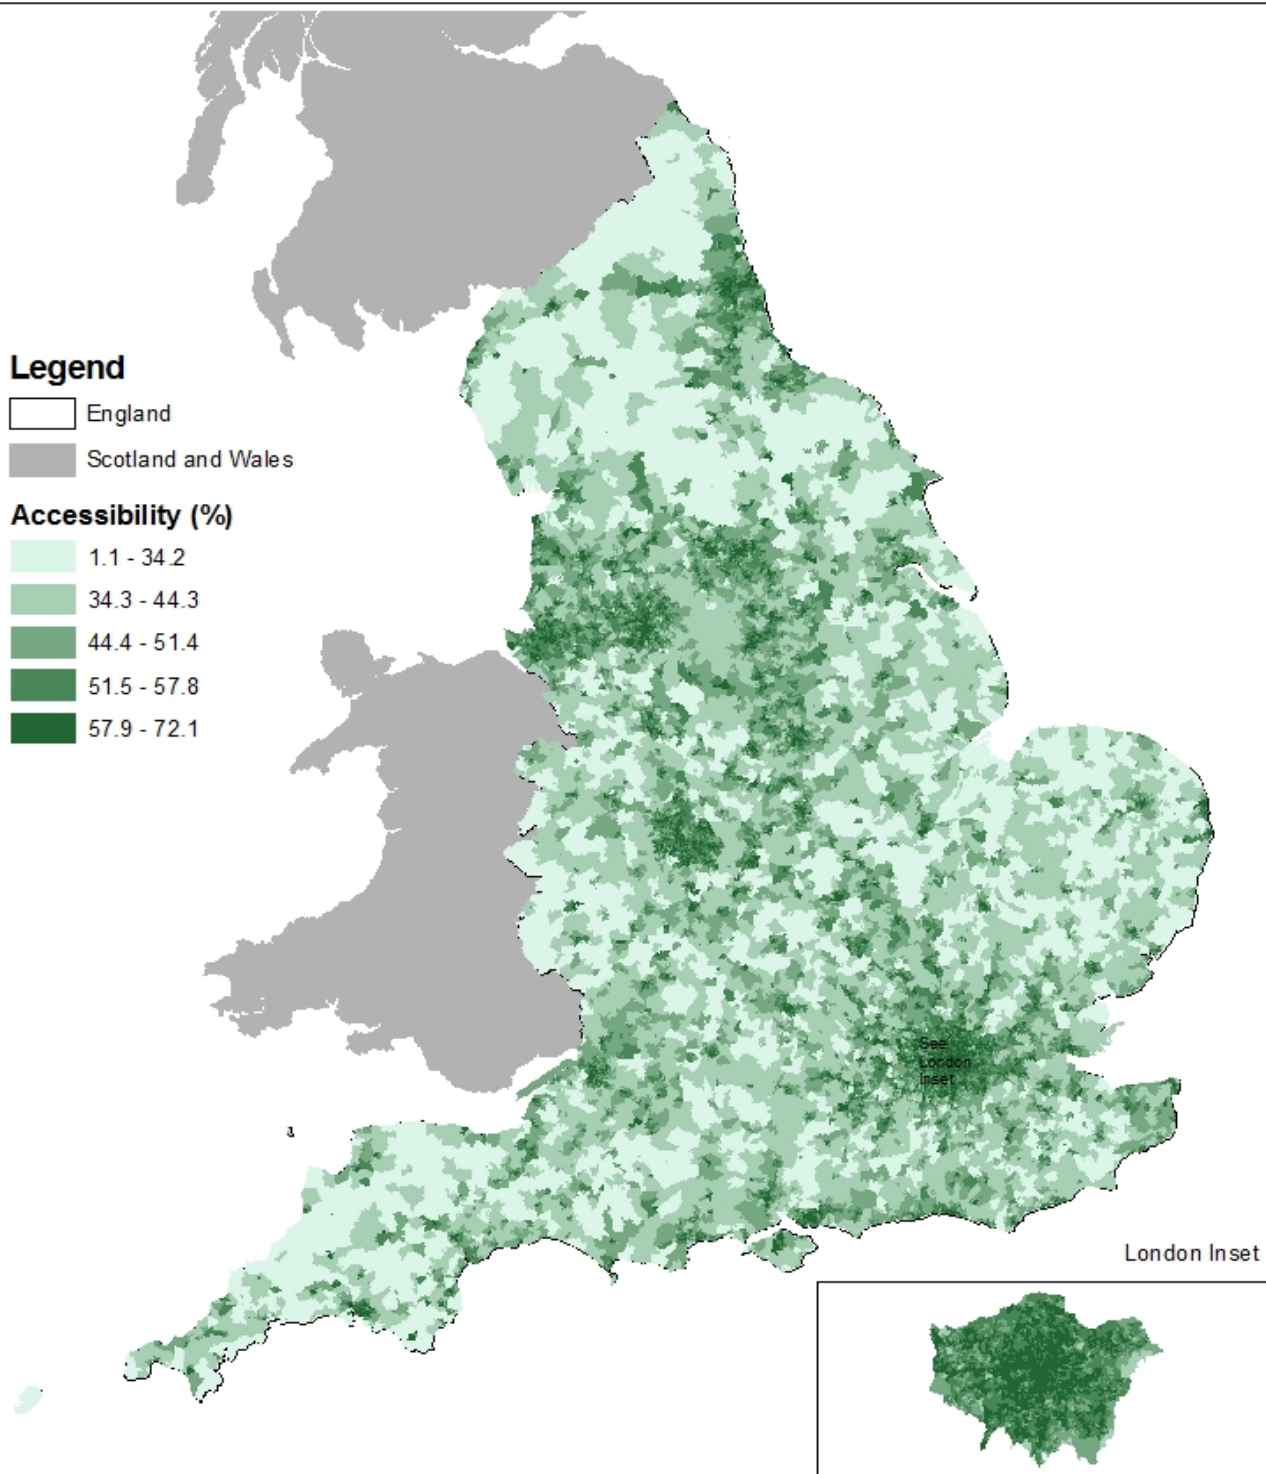 Legend
England
Scotland and Wales
Accessibility (%)
1.1 - 34.2
34.3 - 44.3
44.4 - 51.4
51.5 - 57.8
57.9 - 72.1
See
London
Inset
London Inset